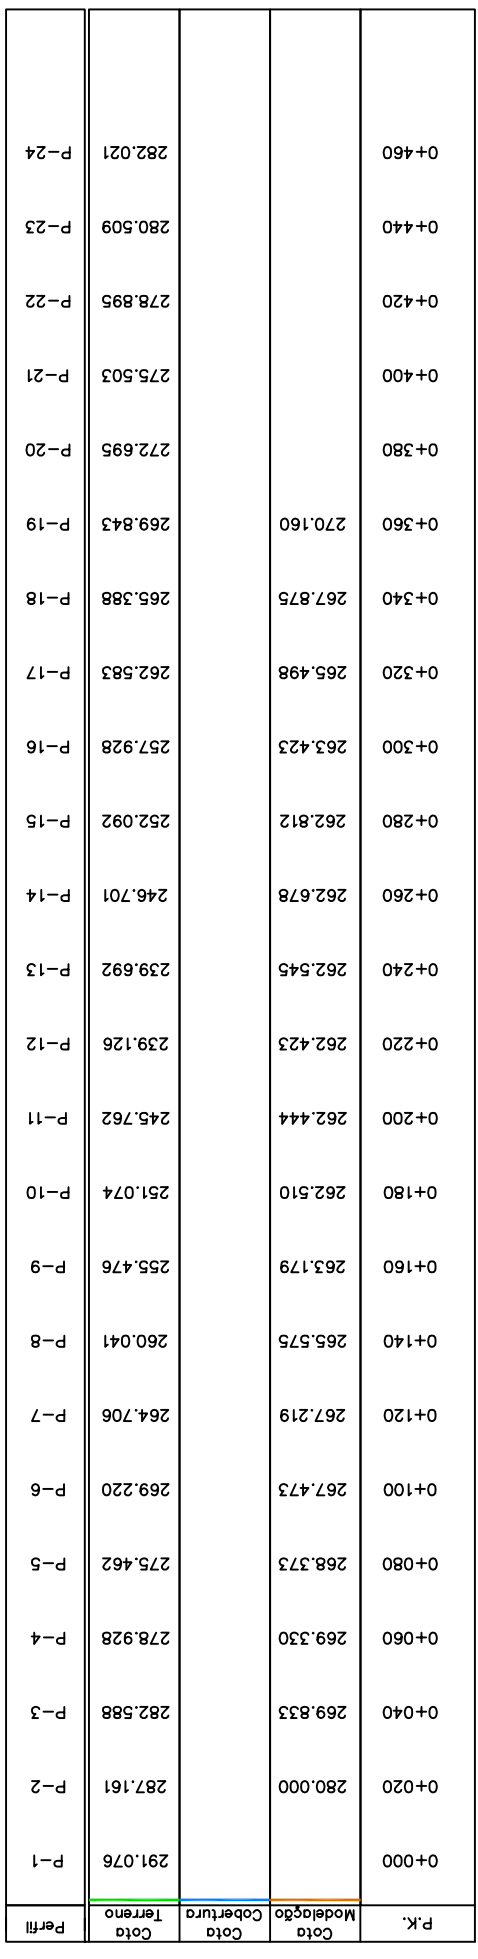 P.K. Cota Modelação Cota Cobertura Cota Terreno Perfil
0+000 291.076 P-1
0+020 280.000 287.161 P-2
0+040 269.833 282.588 P-3
0+060 269.330 278.928 P-4
0+080 268.373 275.462 P-5
0+100 267.473 269.220 P-6
0+120 267.219 264.706 P-7
0+140 265.575 260.041 P-8
0+160 263.179 255.476 P-9
0+180 262.510 251.074 P-10
0+200 262.444 245.762 P-11
0+220 262.423 239.126 P-12
0+240 262.545 239.692 P-13
0+260 262.678 246.701 P-14
0+280 262.812 252.092 P-15
0+300 263.423 257.928 P-16
0+320 265.498 262.583 P-17
0+340 267.875 265.388 P-18
0+360 270.160 269.843 P-19
0+380 272.695 P-20
0+400 275.503 P-21
0+420 278.895 P-22
0+440 280.509 P-23
0+460 282.021 P-24